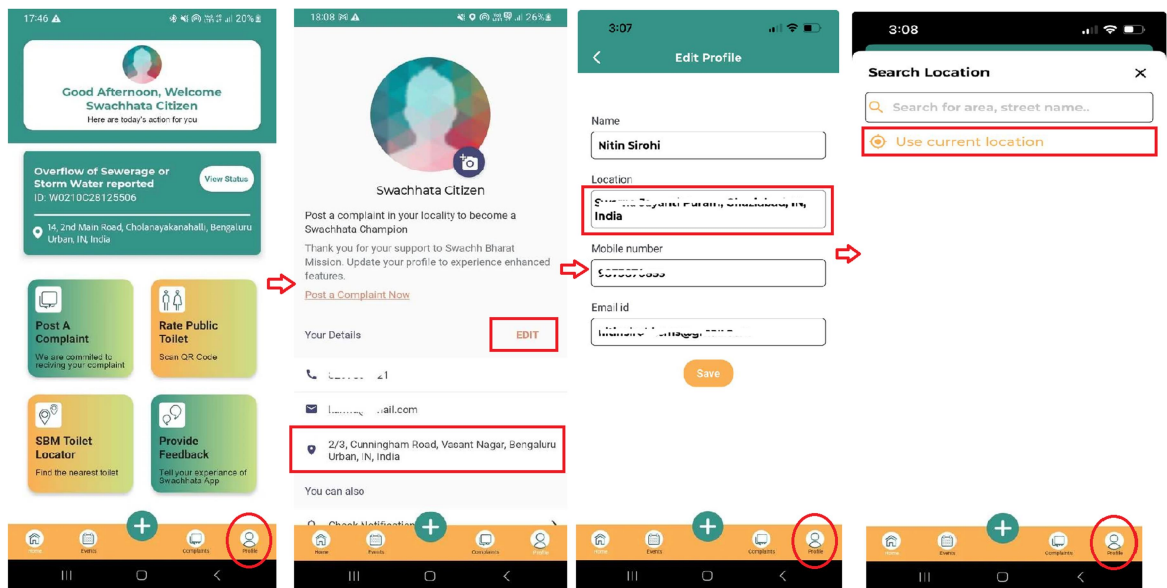 17:46
20%
Good Afternoon, Welcome
Swachhata Citizen
Here are today's action for you
Overflow of Sewerage or
Storm Water reported
ID: W0210C28125506
View Status
14, 2nd Main Road, Cholanayakanahalli, Bengaluru
Urban, IN, India
Post A
Complaint
We are commited to
reciving your complaint
Rate Public
Toilet
Scan QR Code
SBM Toilet
Locator
Find the nearest toilet
Provide
Feedback
Tell your experiance of
Swachhata App
Home
Events
Complaints
Profile
18:08
26%
Swachhata Citizen
Post a complaint in your locality to become a
Swachhata Champion
Thank you for your support to Swachh Bharat
Mission. Update your profile to experience enhanced
features.
Post a Complaint Now
Your Details
EDIT
21
ail.com
2/3, Cunningham Road, Vasant Nagar, Bengaluru
Urban, IN, India
You can also
Check Notification
Home
Events
Complaints
Profile
3:07
Edit Profile
Name
Nitin Sirohi
Location
Ghaziabad, IN,
India
Mobile number
Email id
Save
Home
Events
Complaints
Profile
3:08
Search Location
Search for area, street name..
Use current location
Home
Events
Complaints
Profile